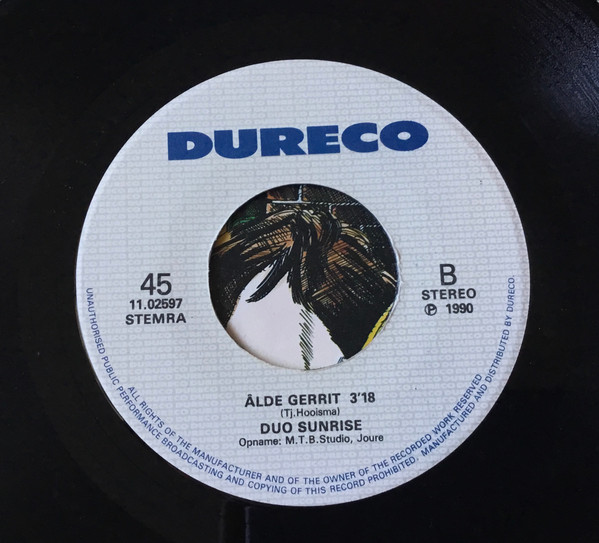 DURECO
45
11.02597
STEMRA
B
STEREO
℗ 1990
ÂLDE GERRIT 3'18
(Tj.Hooisma)
DUO SUNRISE
Opname: M.T.B.Studio, Joure
ALL RIGHTS OF THE MANUFACTURER AND OF THE OWNER OF THE RECORDED WORK RESERVED
UNAUTHORISED PUBLIC PERFORMANCE BROADCASTING AND COPYING OF THIS RECORD PROHIBITED. MANUFACTURED AND DISTRIBUTED BY DURECO.